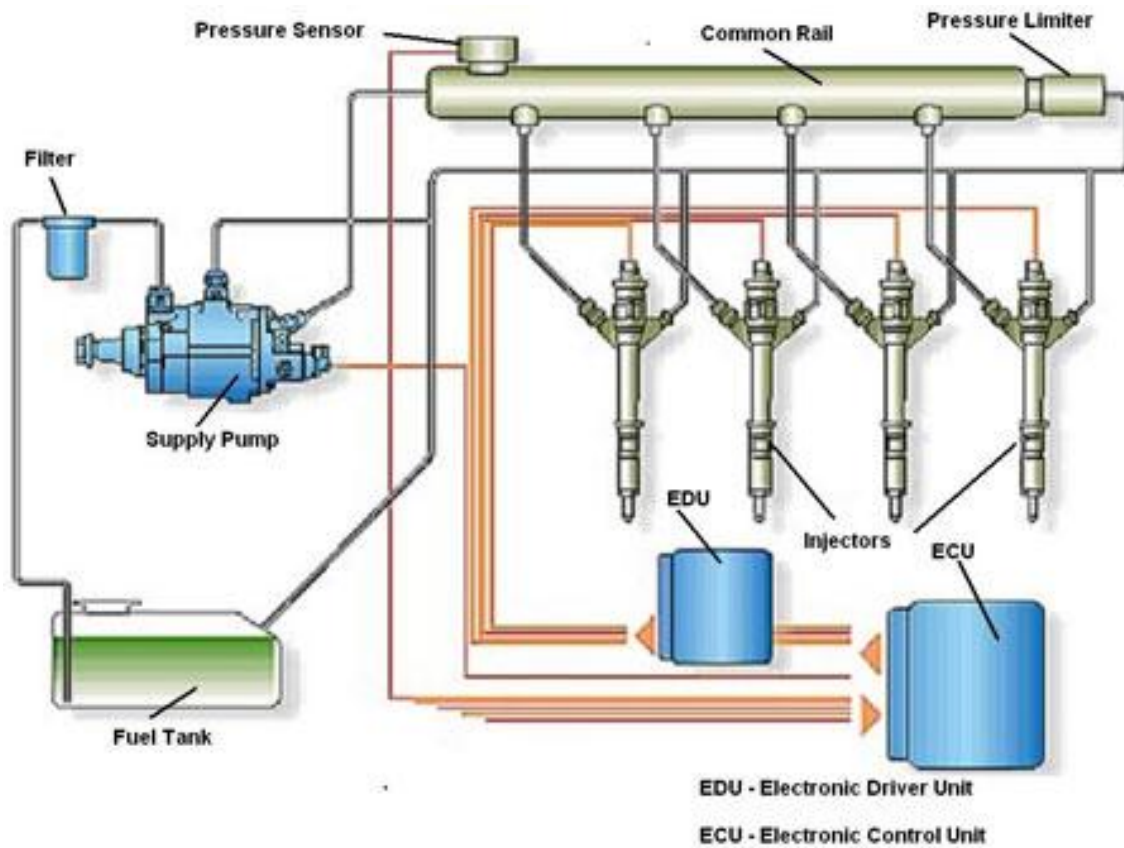 Pressure Sensor
Common Rail
Pressure Limiter
Filter
Supply Pump
EDU
Injectors
ECU
Fuel Tank
EDU - Electronic Driver Unit
ECU - Electronic Control Unit